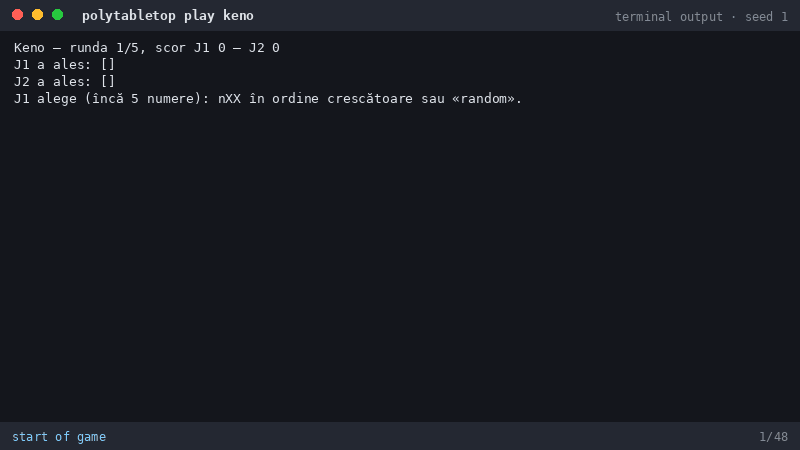 polytabletop play keno
terminal output · seed 1
Keno — runda 1/5, scor J1 0 — J2 0
J1 a ales: []
J2 a ales: []
J1 alege (încă 5 numere): nXX în ordine crescătoare sau «random».
start of game
1/48